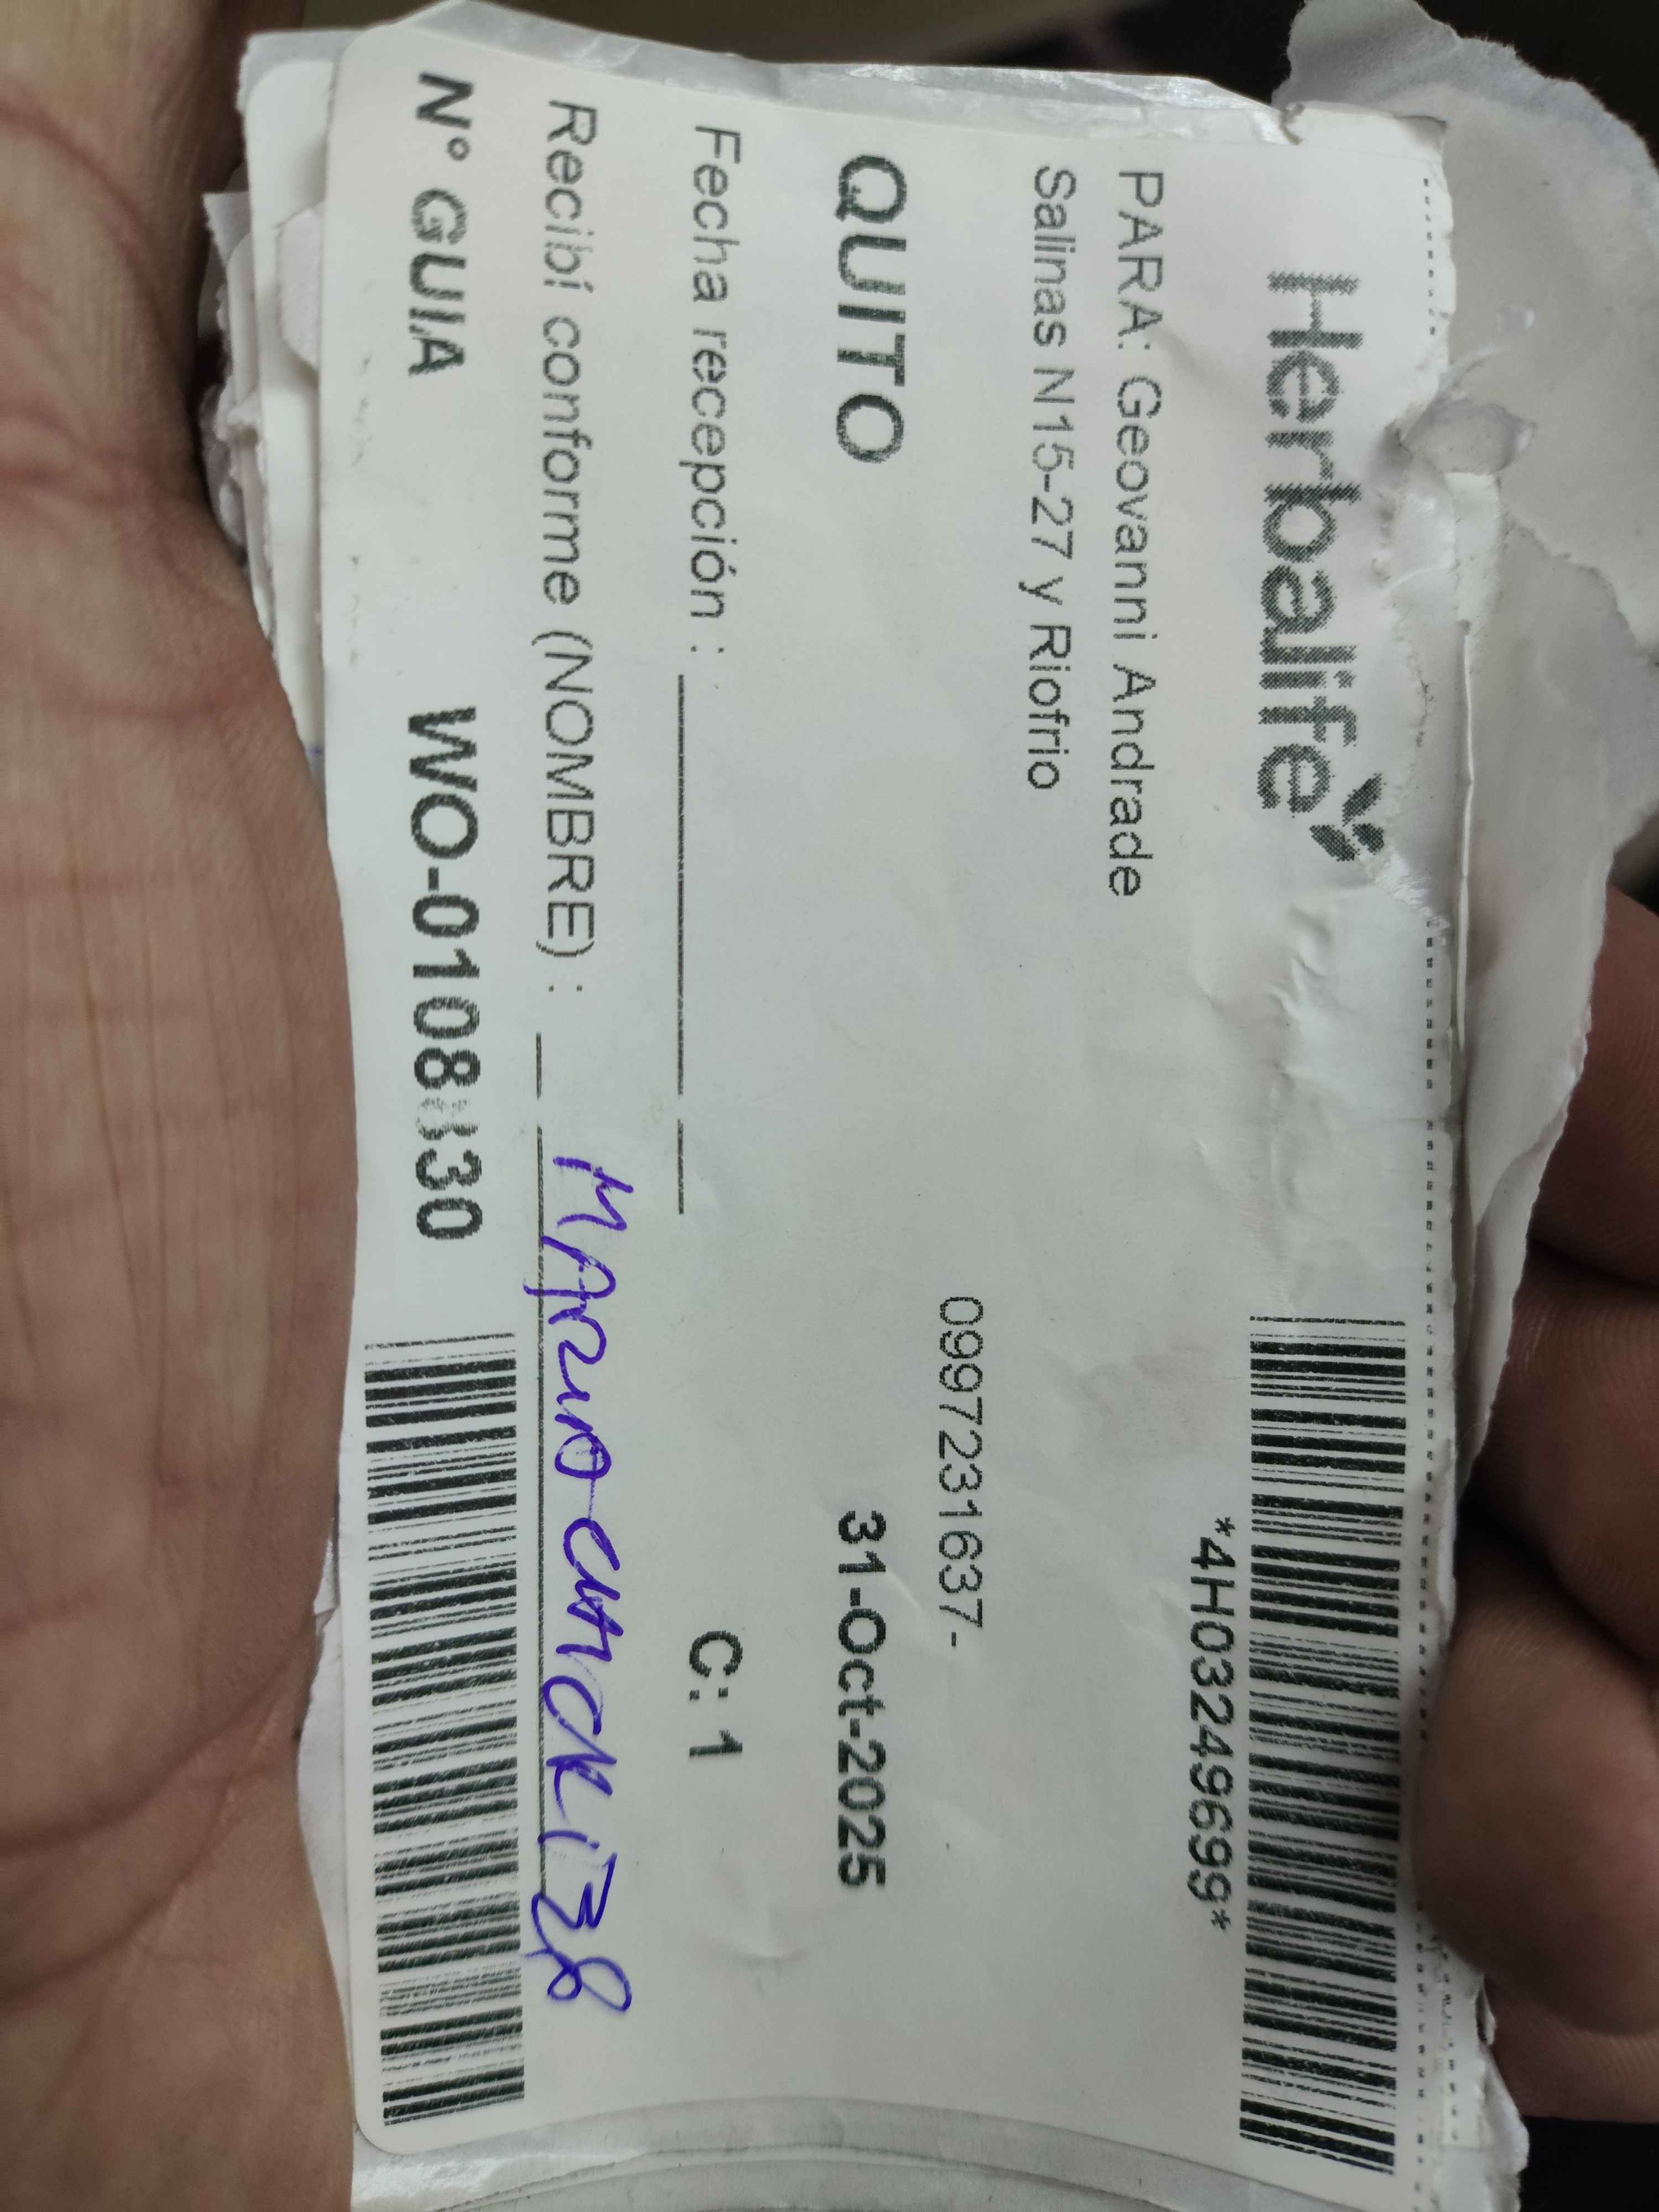 Herbalife
*4H03249699*
PARA: Geovanni Andrade
Salinas N15-27 y Riofrio
0997231637-
QUITO 31-Oct-2025
Fecha recepción : C: 1
Recibí conforme (NOMBRE) : MARIO
N° GUIA